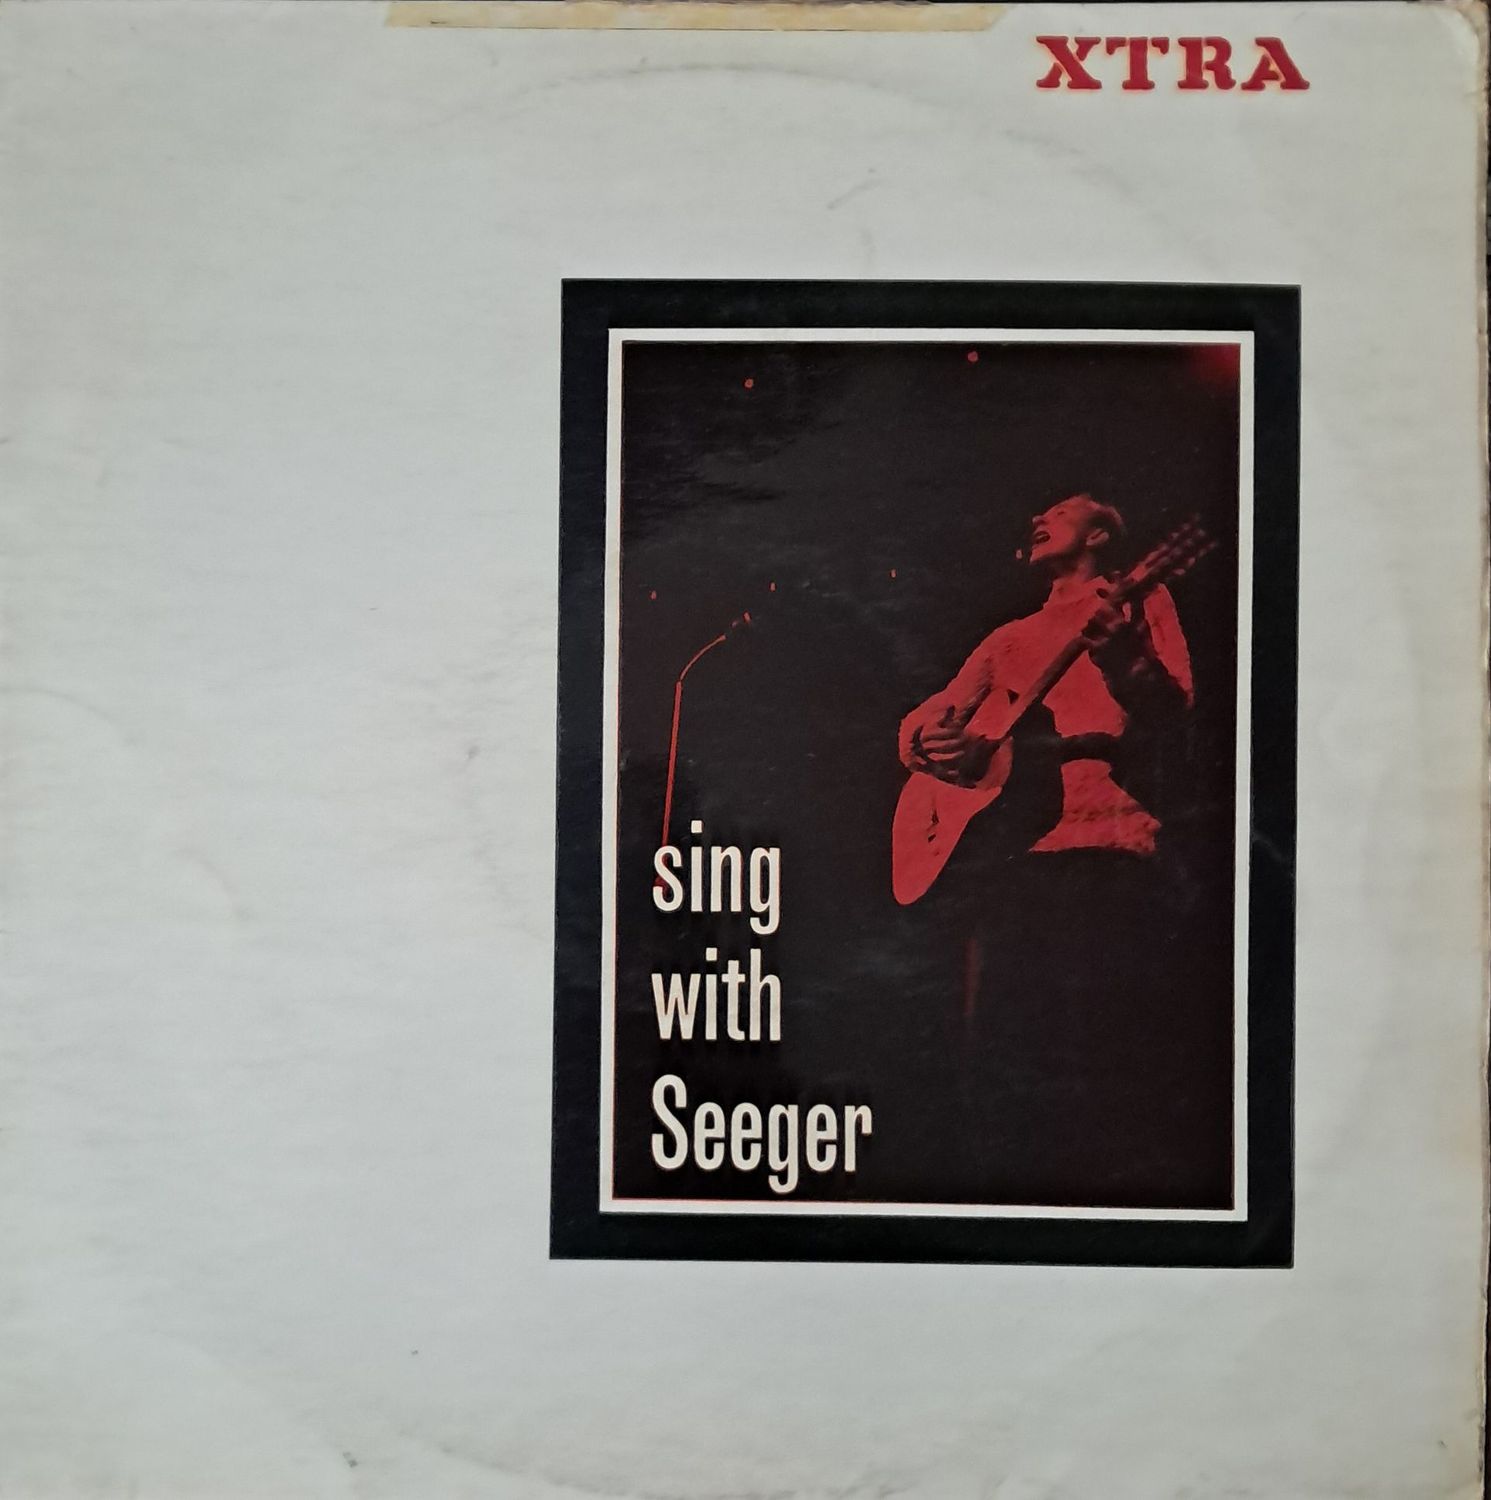 XTRA
sing
with
Seeger